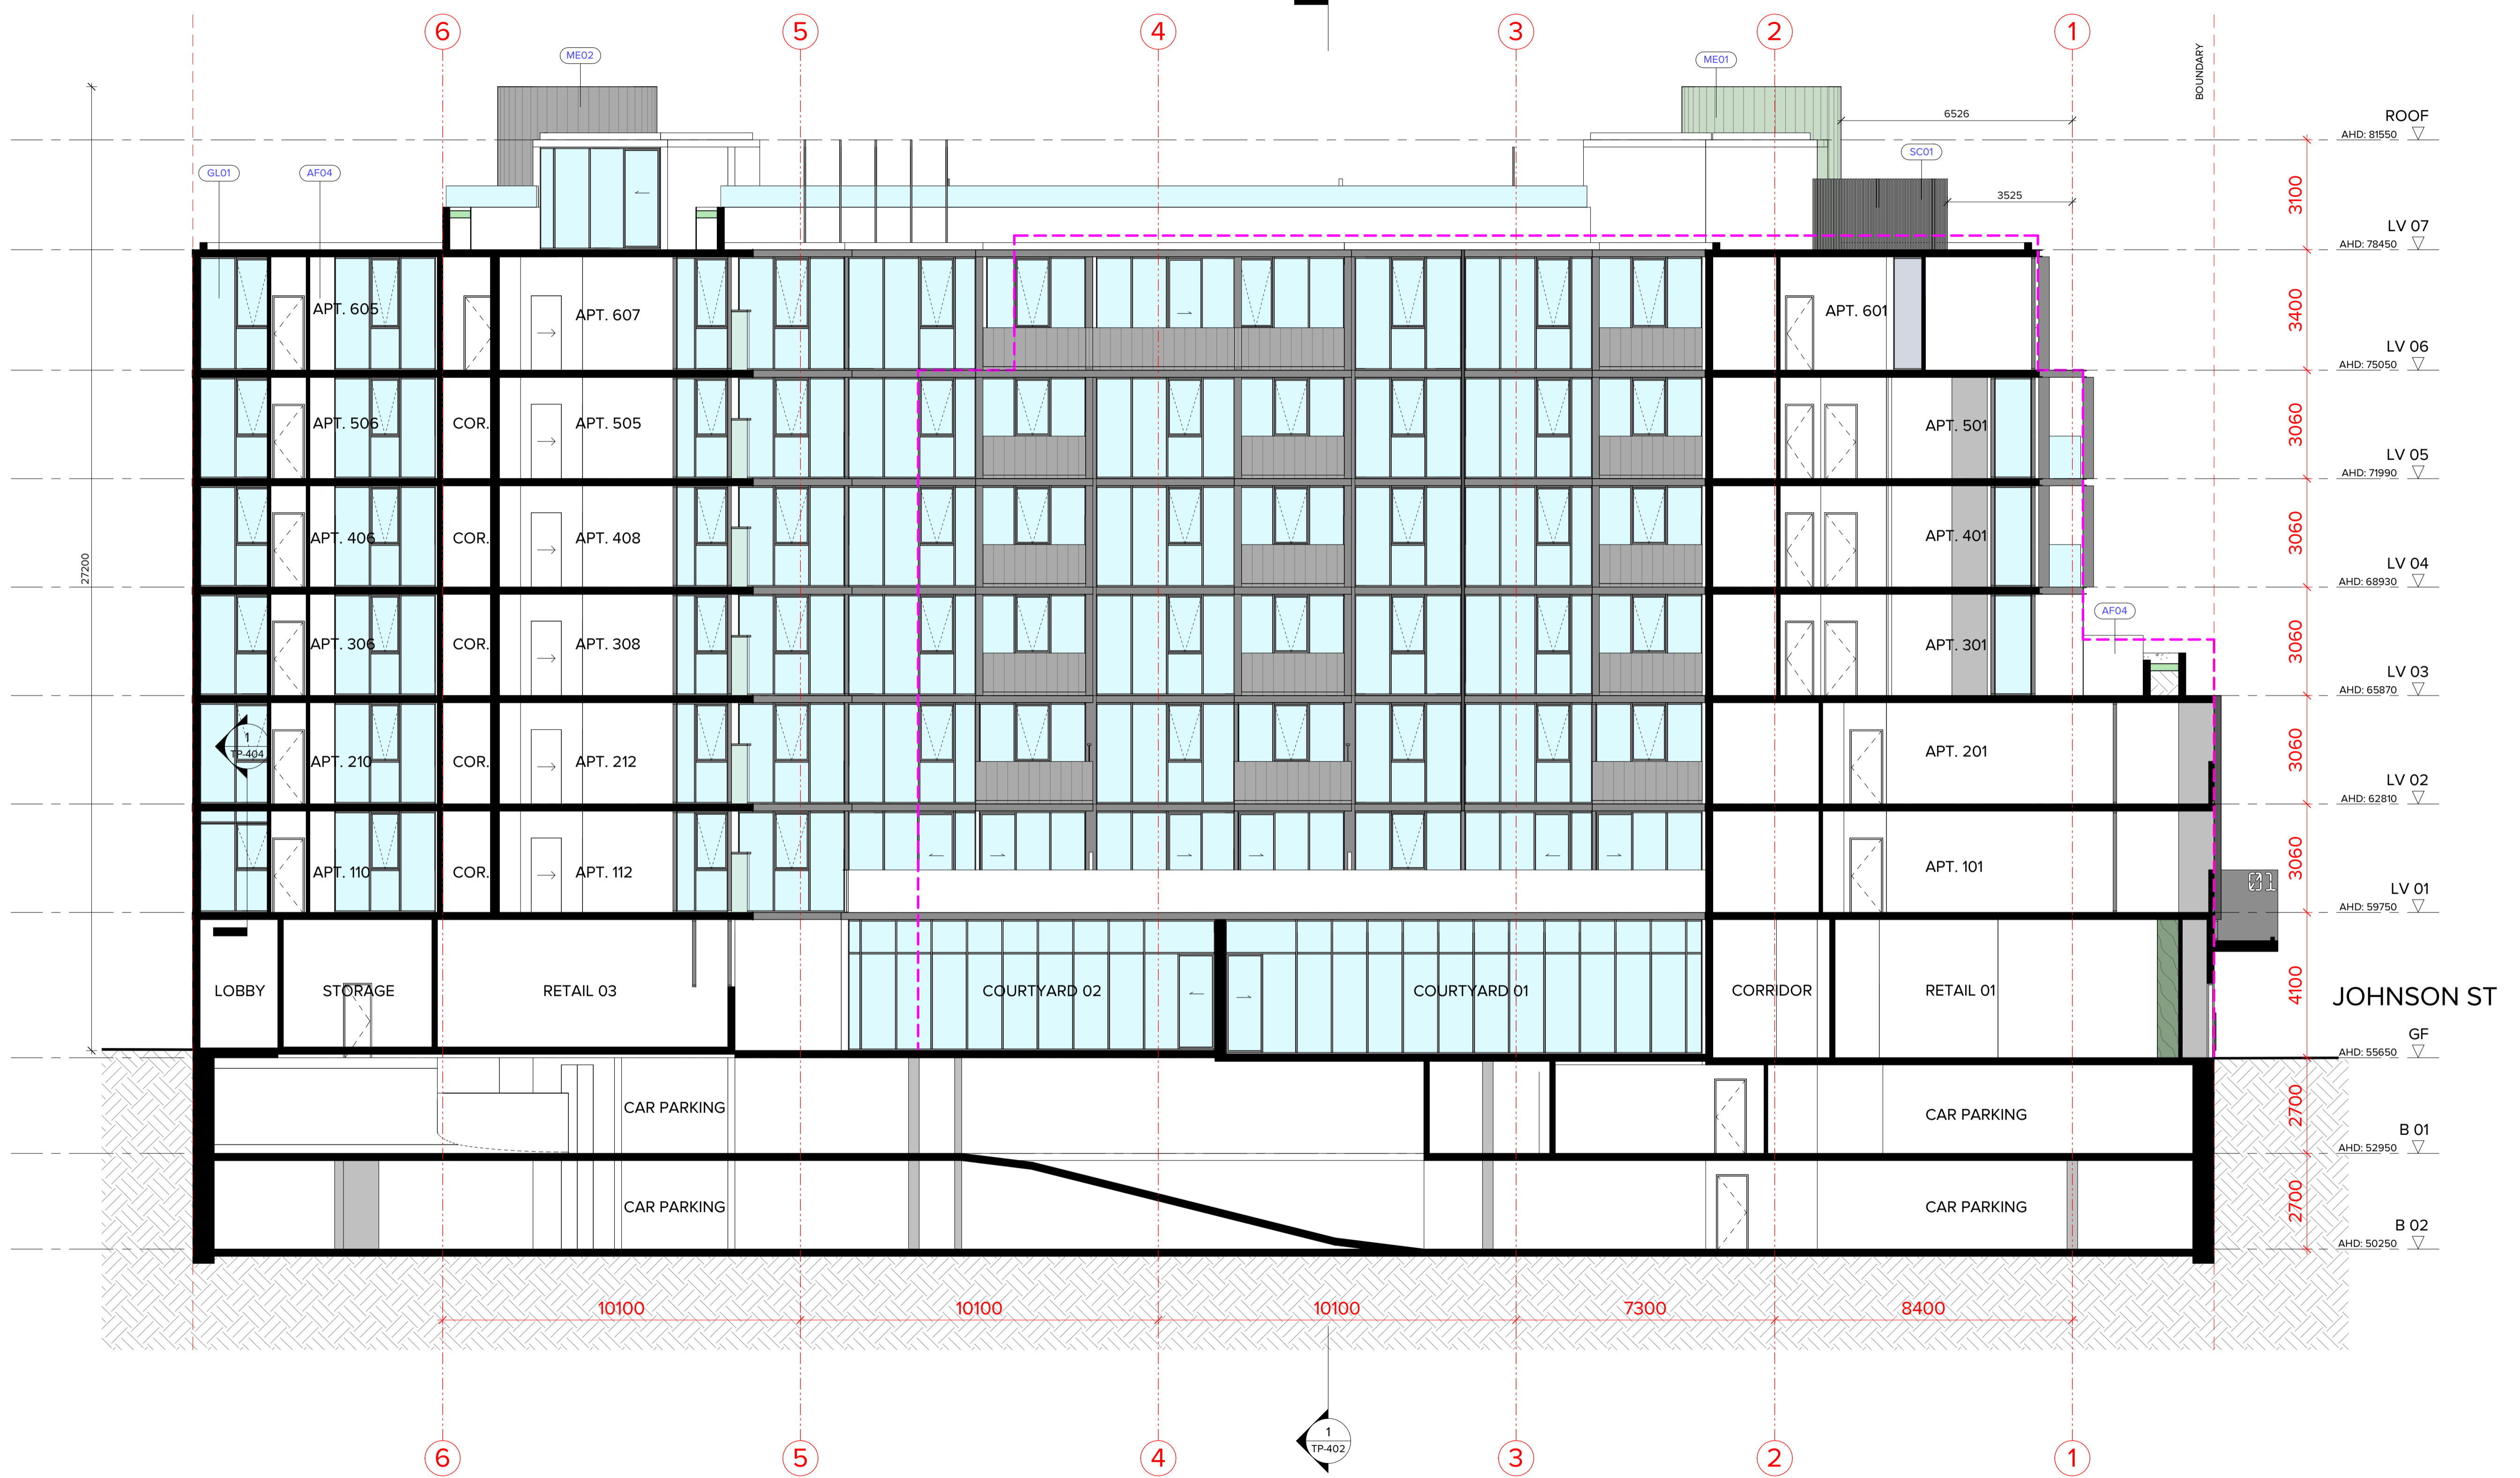 6
5
4
3
2
1
ME02
ME01
BOUNDARY
6526
ROOF
AHD: 81550
GL01
AF04
SC01
3525
3100
LV 07
AHD: 78450
APT. 605
APT. 607
APT. 601
3400
LV 06
AHD: 75050
APT. 506
COR.
APT. 505
APT. 501
3060
LV 05
AHD: 71990
27200
APT. 406
COR.
APT. 408
APT. 401
3060
LV 04
AHD: 68930
AF04
APT. 306
COR.
APT. 308
APT. 301
3060
LV 03
AHD: 65870
1
TP-404
APT. 210
COR.
APT. 212
APT. 201
3060
LV 02
AHD: 62810
APT. 110
COR.
APT. 112
APT. 101
3060
01
LV 01
AHD: 59750
LOBBY
STORAGE
RETAIL 03
COURTYARD 02
COURTYARD 01
CORRIDOR
RETAIL 01
4100
JOHNSON ST
GF
AHD: 55650
CAR PARKING
CAR PARKING
2700
B 01
AHD: 52950
CAR PARKING
CAR PARKING
2700
B 02
AHD: 50250
10100
10100
10100
7300
8400
1
TP-402
6
5
4
3
2
1